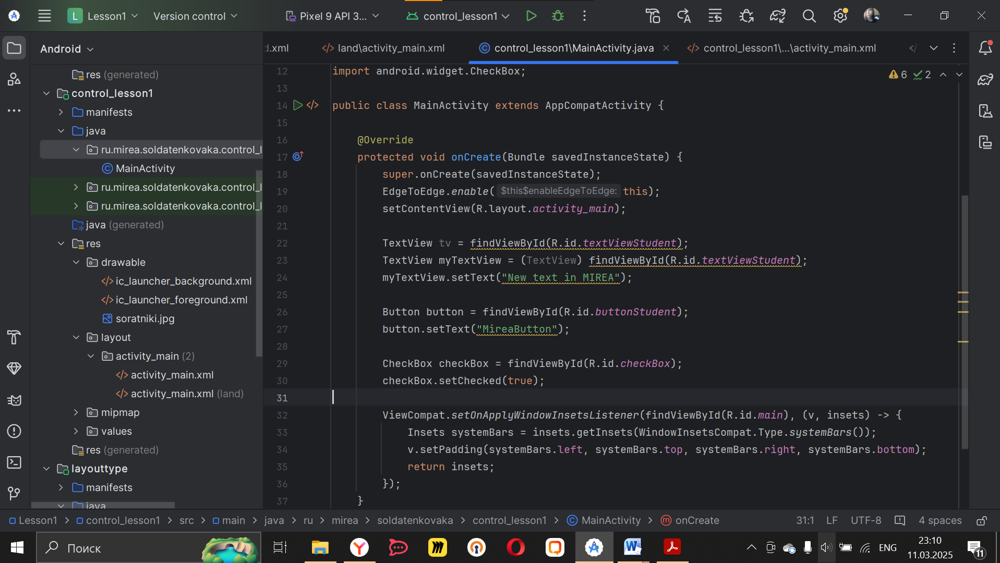 L Lesson1
Version control
Pixel 9 API 3...
control_lesson1
Android
d.xml
land\activity_main.xml
control_lesson1\MainActivity.java
control_lesson1\...\activity_main.xml
res (generated)
control_lesson1
manifests
java
ru.mirea.soldatenkovaka.control_l
MainActivity
ru.mirea.soldatenkovaka.control_l
ru.mirea.soldatenkovaka.control_l
java (generated)
res
drawable
ic_launcher_background.xml
ic_launcher_foreground.xml
soratniki.jpg
layout
activity_main (2)
activity_main.xml
activity_main.xml (land)
mipmap
values
res (generated)
layouttype
manifests
java
6 2
12 import android.widget.CheckBox;
13
14 public class MainActivity extends AppCompatActivity {
15
16 @Override
17 protected void onCreate(Bundle savedInstanceState) {
18 super.onCreate(savedInstanceState);
19 EdgeToEdge.enable( $this$enableEdgeToEdge: this);
20 setContentView(R.layout.activity_main);
21
22 TextView tv = findViewById(R.id.textViewStudent);
23 TextView myTextView = (TextView) findViewById(R.id.textViewStudent);
24 myTextView.setText("New text in MIREA");
25
26 Button button = findViewById(R.id.buttonStudent);
27 button.setText("MireaButton");
28
29 CheckBox checkBox = findViewById(R.id.checkBox);
30 checkBox.setChecked(true);
31
32 ViewCompat.setOnApplyWindowInsetsListener(findViewById(R.id.main), (v, insets) -> {
33 Insets systemBars = insets.getInsets(WindowInsetsCompat.Type.systemBars());
34 v.setPadding(systemBars.left, systemBars.top, systemBars.right, systemBars.bottom);
35 return insets;
36 });
37 }
Lesson1 > control_lesson1 > src > main > java > ru > mirea > soldatenkovaka > control_lesson1 > MainActivity > onCreate
31:1 LF UTF-8 4 spaces
Поиск
ENG
23:10
11.03.2025
11